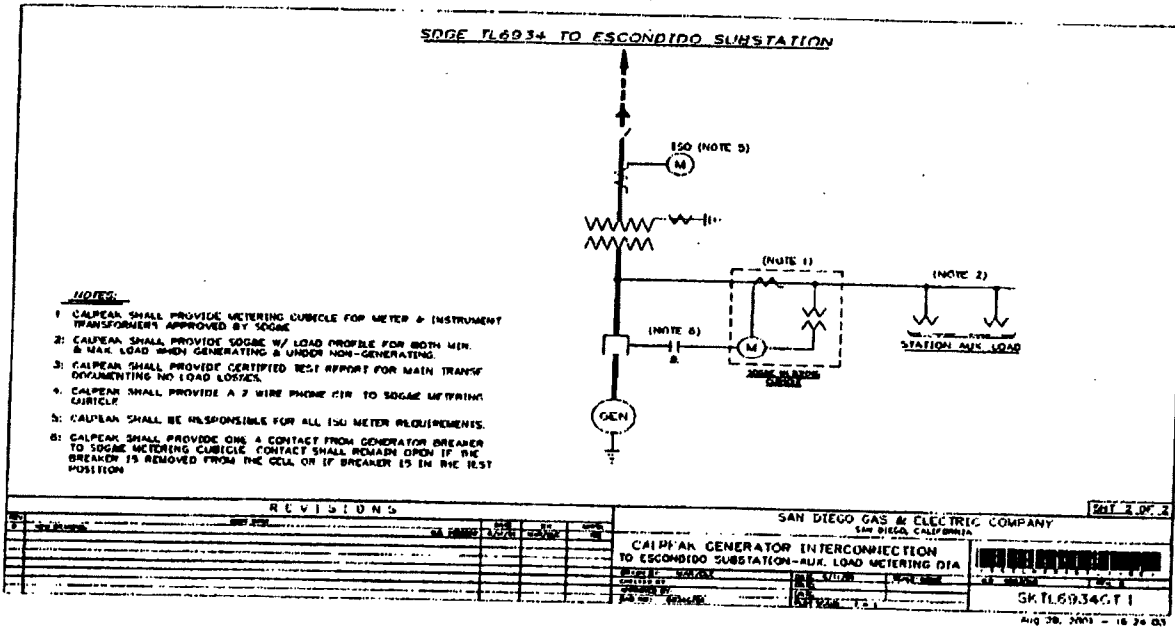 SDGE TL6934 TO ESCONDIDO SUBSTATION
ISO (NOTE 5)
M
(NOTE 1)
(NOTE 2)
(NOTE 6)
M
STATION AUX. LOAD
GEN
NOTES:
1 CALPEAK SHALL PROVIDE METERING CUBICLE FOR METER & INSTRUMENT
TRANSFORMERS APPROVED BY SDG&E
2: CALPEAK SHALL PROVIDE SDG&E W/ LOAD PROFILE FOR BOTH MIN.
& MAX. LOAD WHEN GENERATING & UNDER NON-GENERATING.
3: CALPEAK SHALL PROVIDE CERTIFIED TEST REPORT FOR MAIN TRANSF
DOCUMENTING NO LOAD LOSSES.
4. CALPEAK SHALL PROVIDE A 2 WIRE PHONE CIR. TO SDG&E METERING
CUBICLE
5: CALPEAK SHALL BE RESPONSIBLE FOR ALL ISO METER REQUIREMENTS.
6: CALPEAK SHALL PROVIDE ONE A CONTACT FROM GENERATOR BREAKER
TO SDG&E METERING CUBICLE. CONTACT SHALL REMAIN OPEN IF THE
BREAKER IS REMOVED FROM THE CELL OR IF BREAKER IS IN THE TEST
POSITION
REVISIONS
SHT 2 OF 2
SAN DIEGO GAS & ELECTRIC COMPANY
SAN DIEGO, CALIFORNIA
CALPEAK GENERATOR INTERCONNECTION
TO ESCONDIDO SUBSTATION-AUX. LOAD METERING DIA
SKTL6934GT1
Aug 28, 2001 - 16 26 03